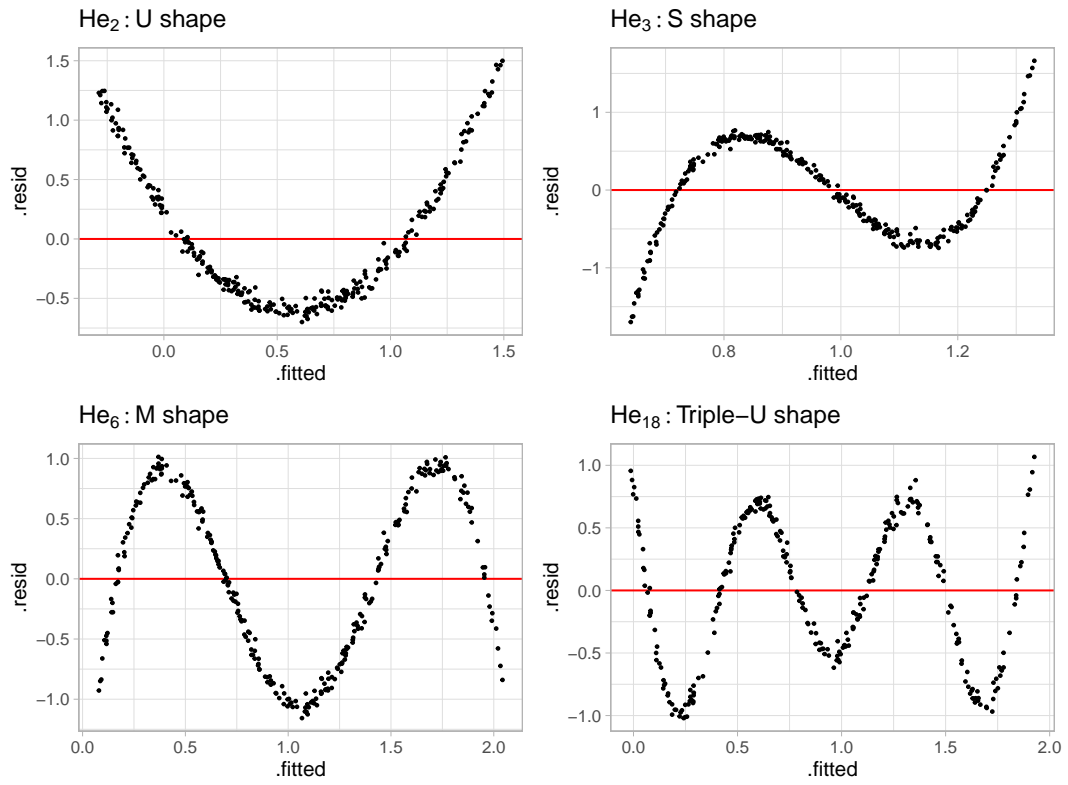 He₂ : U shape
1.5
1.0
0.5
0.0
−0.5
.resid
0.0 0.5 1.0 1.5
.fitted
He₃ : S shape
1
0
−1
.resid
0.8 1.0 1.2
.fitted
He₆ : M shape
1.0
0.5
0.0
−0.5
−1.0
.resid
0.0 0.5 1.0 1.5 2.0
.fitted
He₁₈ : Triple−U shape
1.0
0.5
0.0
−0.5
−1.0
.resid
0.0 0.5 1.0 1.5 2.0
.fitted